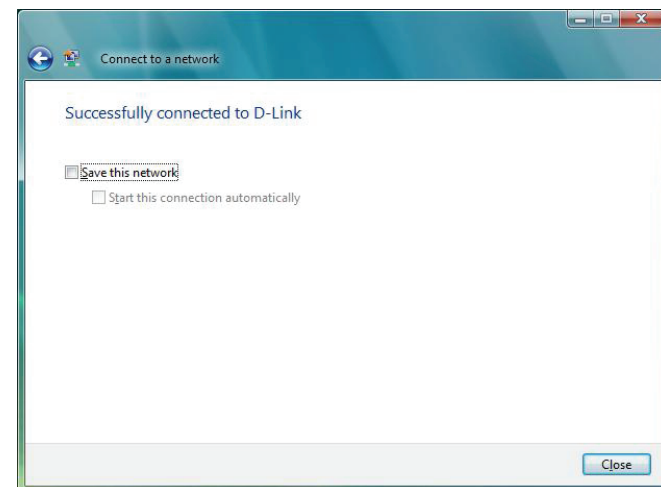 Connect to a network
Successfully connected to D-Link
Save this network
Start this connection automatically
Close